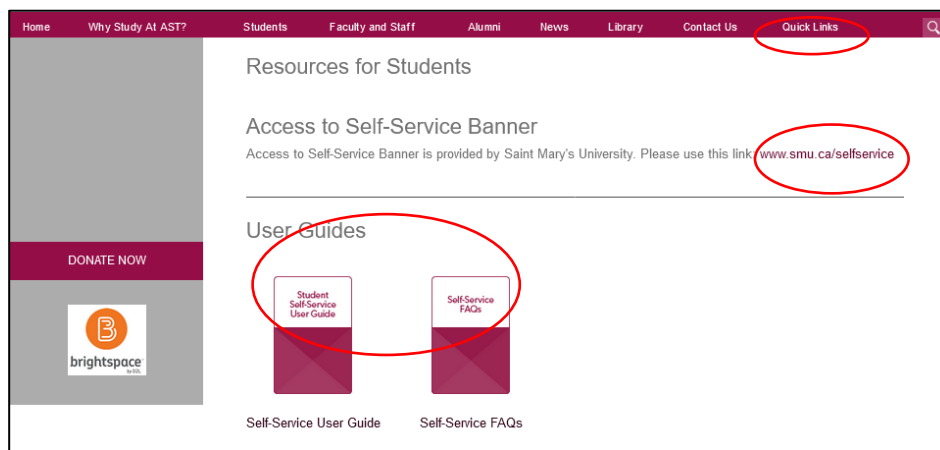 Home Why Study At AST? Students Faculty and Staff Alumni News Library Contact Us Quick Links
Resources for Students
Access to Self-Service Banner
Access to Self-Service Banner is provided by Saint Mary's University. Please use this link: www.smu.ca/selfservice
User Guides
DONATE NOW
Student
Self-Service
User Guide
Self-Service
FAQs
brightspace
by D2L
Self-Service User Guide Self-Service FAQs